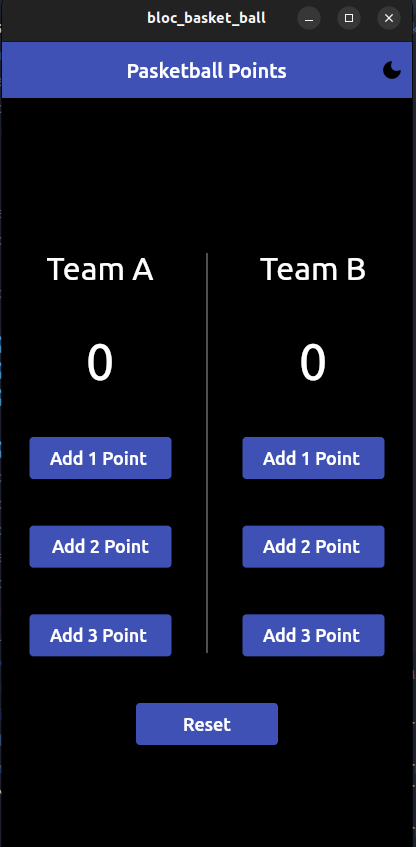 bloc_basket_ball
Pasketball Points
Team A
Team B
0
0
Add 1 Point
Add 1 Point
Add 2 Point
Add 2 Point
Add 3 Point
Add 3 Point
Reset